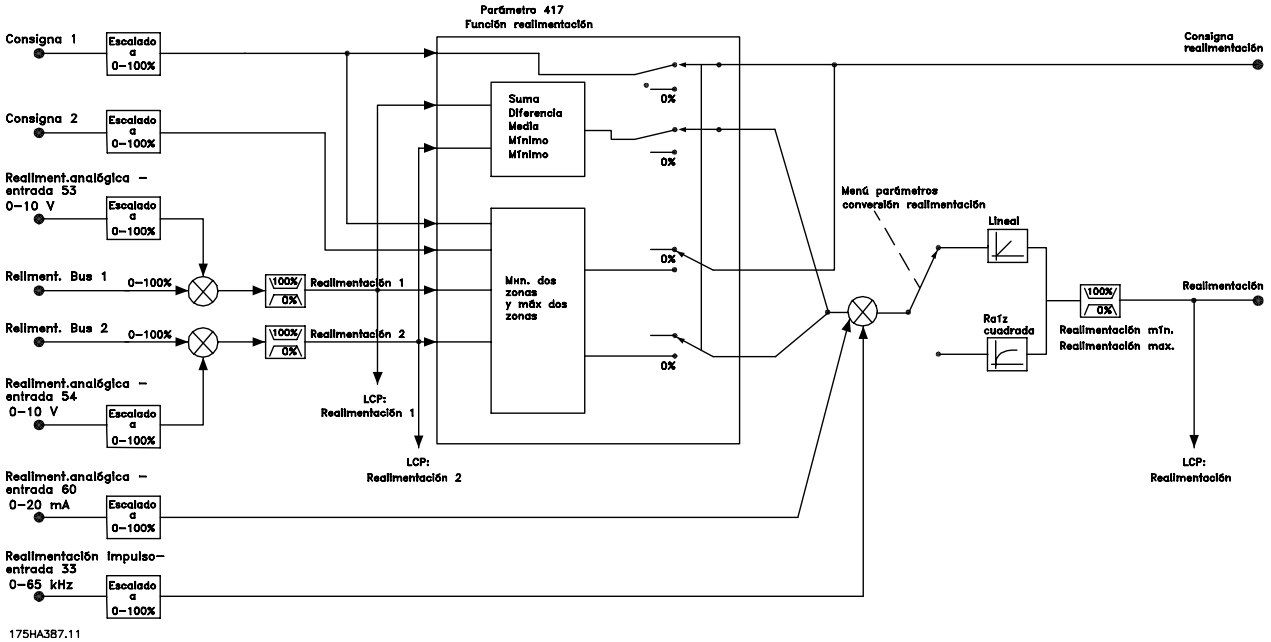 Parámetro 417
Función realimentación
Consigna 1
Escalado
a
0-100%
Consigna
realimentación
0%
Suma
Diferencia
Media
Mínimo
Mínimo
Consigna 2
Escalado
a
0-100%
0%
Realiment.analógica -
entrada 53
0-10 V
Escalado
a
0-100%
Menú parámetros
conversión realimentación
Lineal
Reliment. Bus 1
0-100%
100%
0%
Realimentación 1
Мнп. dos
zonas
y máx dos
zonas
0%
100%
0%
Realimentación
Reliment. Bus 2
0-100%
100%
0%
Realimentación 2
Raíz
cuadrada
Realimentación mín.
Realimentación max.
0%
Realiment.analógica -
entrada 54
0-10 V
Escalado
a
0-100%
LCP:
Realimentación 1
LCP:
Realimentación 2
LCP:
Realimentación
Realiment.analógica -
entrada 60
0-20 mA
Escalado
a
0-100%
Realimentación impulso-
entrada 33
0-65 kHz
Escalado
a
0-100%
175HA387.11